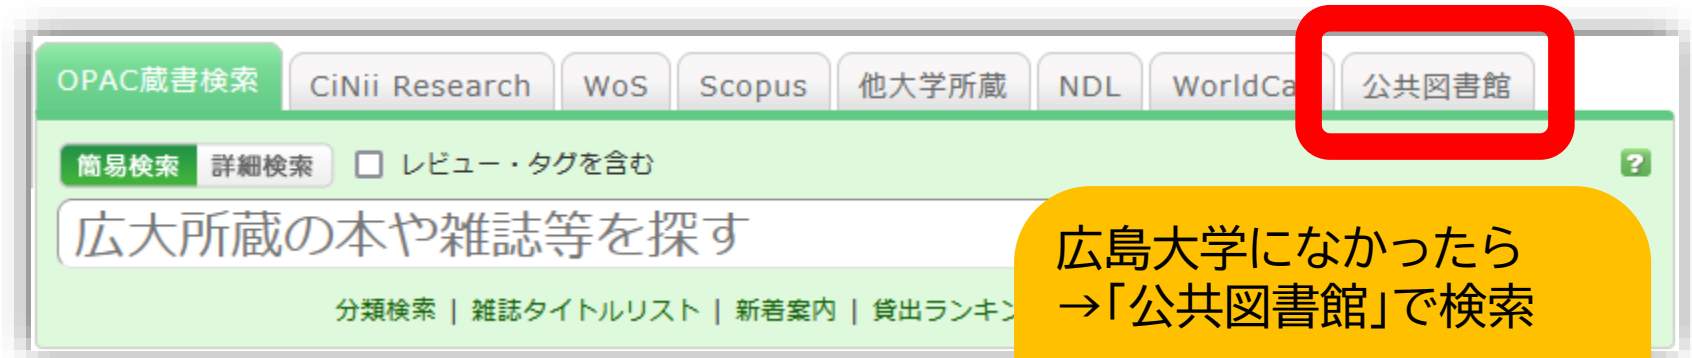 OPAC蔵書検索 CiNii Research WoS Scopus 他大学所蔵 NDL WorldCa 公共図書館
簡易検索 詳細検索 レビュー・タグを含む ?
広大所蔵の本や雑誌等を探す
分類検索 | 雑誌タイトルリスト | 新着案内 | 貸出ランキン
広島大学になかったら
→「公共図書館」で検索